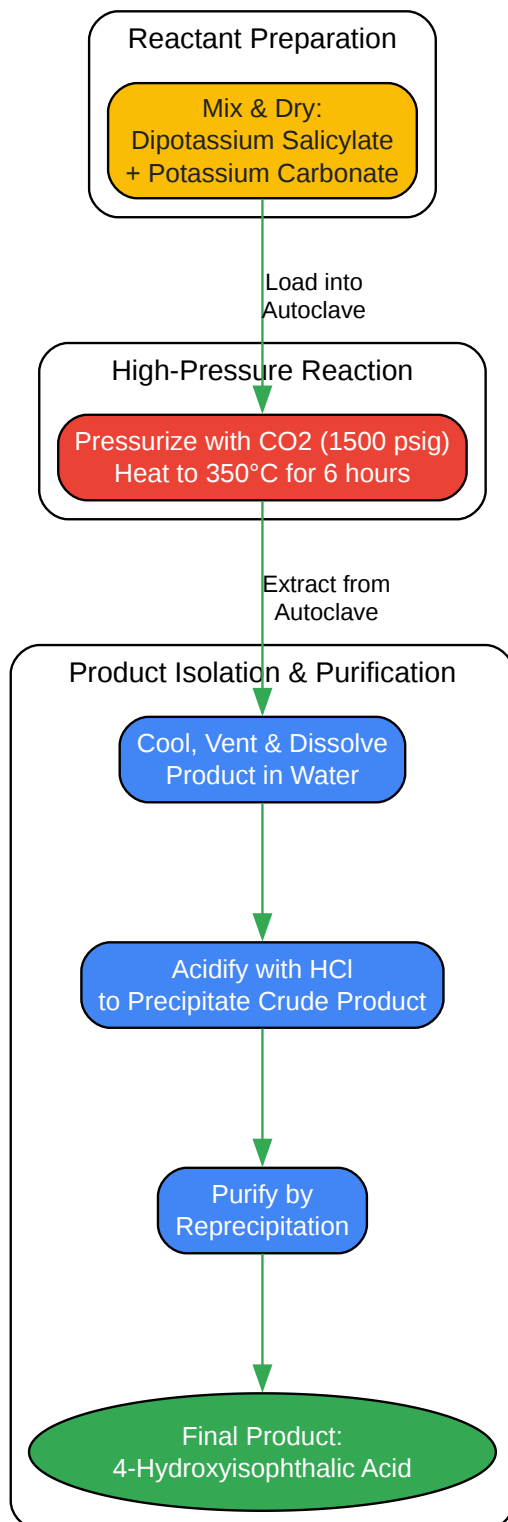 Reactant Preparation
Mix & Dry:
Dipotassium Salicylate
+ Potassium Carbonate
Load into
Autoclave
High-Pressure Reaction
Pressurize with CO2 (1500 psig)
Heat to 350°C for 6 hours
Extract from
Autoclave
Product Isolation & Purification
Cool, Vent & Dissolve
Product in Water
Acidify with HCl
to Precipitate Crude Product
Purify by
Reprecipitation
Final Product:
4-Hydroxyisophthalic Acid